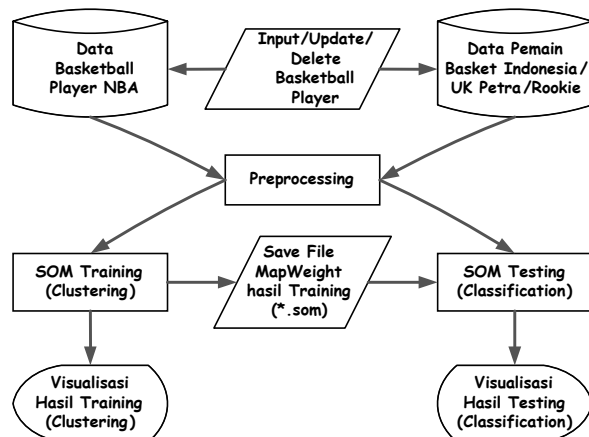 Data
Basketball
Player NBA
Input/Update/
Delete
Basketball
Player
Data Pemain
Basket Indonesia/
UK Petra/Rookie
Preprocessing
SOM Training
(Clustering)
Save File
MapWeight
hasil Training
(*.som)
SOM Testing
(Classification)
Visualisasi
Hasil Training
(Clustering)
Visualisasi
Hasil Testing
(Classification)